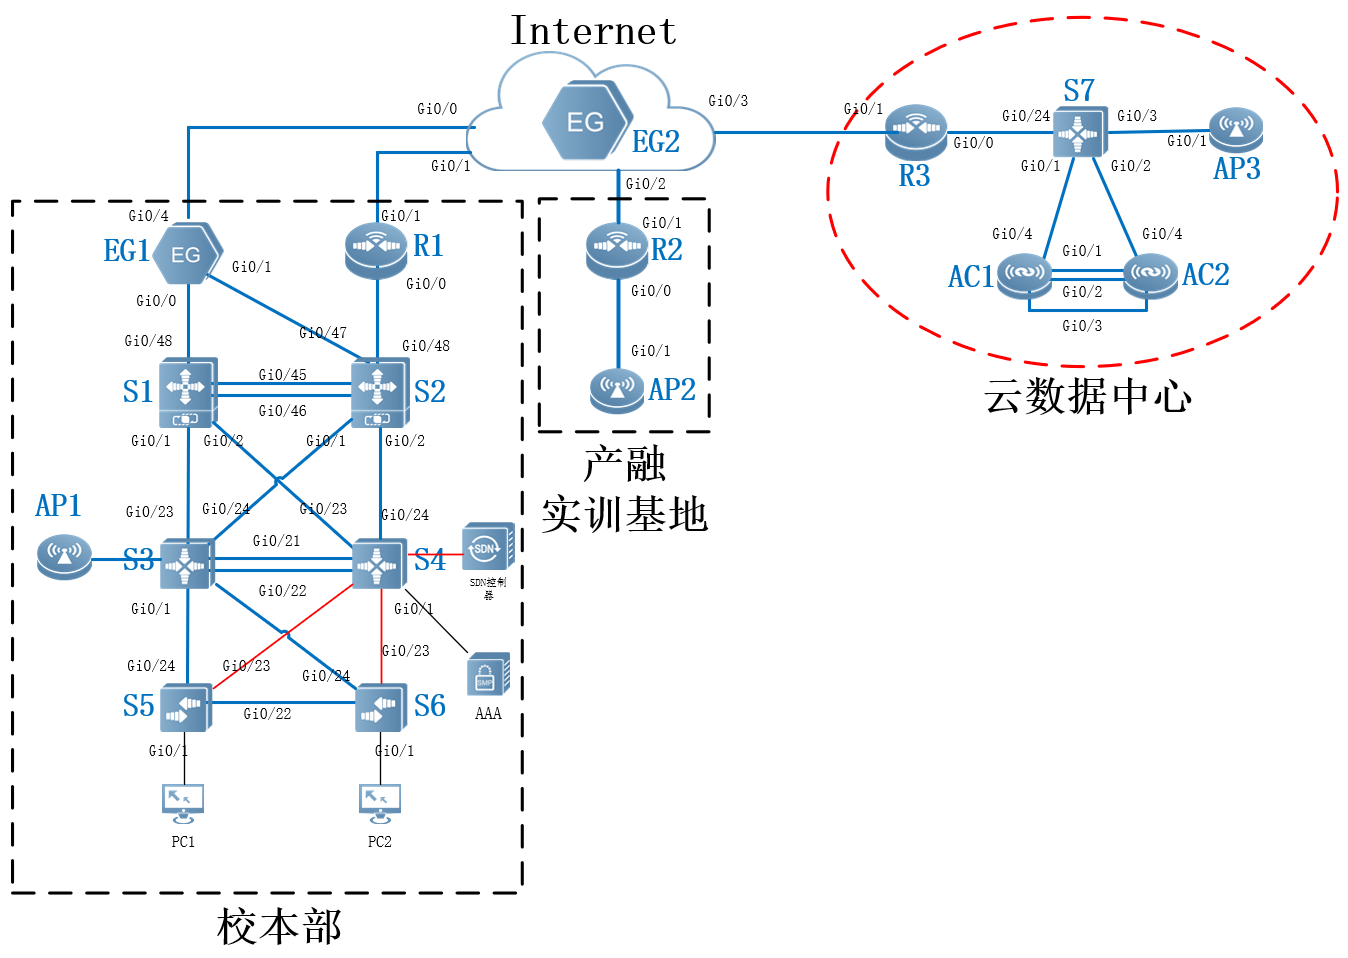 Internet
Gi0/0
Gi0/3
EG
EG2
Gi0/1
Gi0/2
Gi0/1
Gi0/24
S7
Gi0/3
Gi0/0
R3
Gi0/1
Gi0/2
Gi0/1
AP3
Gi0/4
Gi0/4
AC1
Gi0/1
Gi0/2
AC2
Gi0/3
云数据中心
Gi0/4
Gi0/1
EG1
EG
R1
Gi0/1
Gi0/0
Gi0/0
Gi0/1
R2
Gi0/0
Gi0/1
AP2
产融
实训基地
Gi0/48
Gi0/47
Gi0/48
S1
Gi0/45
Gi0/46
S2
Gi0/1
Gi0/2
Gi0/1
Gi0/2
AP1
Gi0/23
Gi0/24
Gi0/23
Gi0/24
S3
Gi0/21
S4
SDN
SDN控制
器
Gi0/22
Gi0/1
Gi0/1
Gi0/24
Gi0/23
Gi0/24
Gi0/23
SMP
AAA
S5
Gi0/22
S6
Gi0/1
Gi0/1
PC1
PC2
校本部